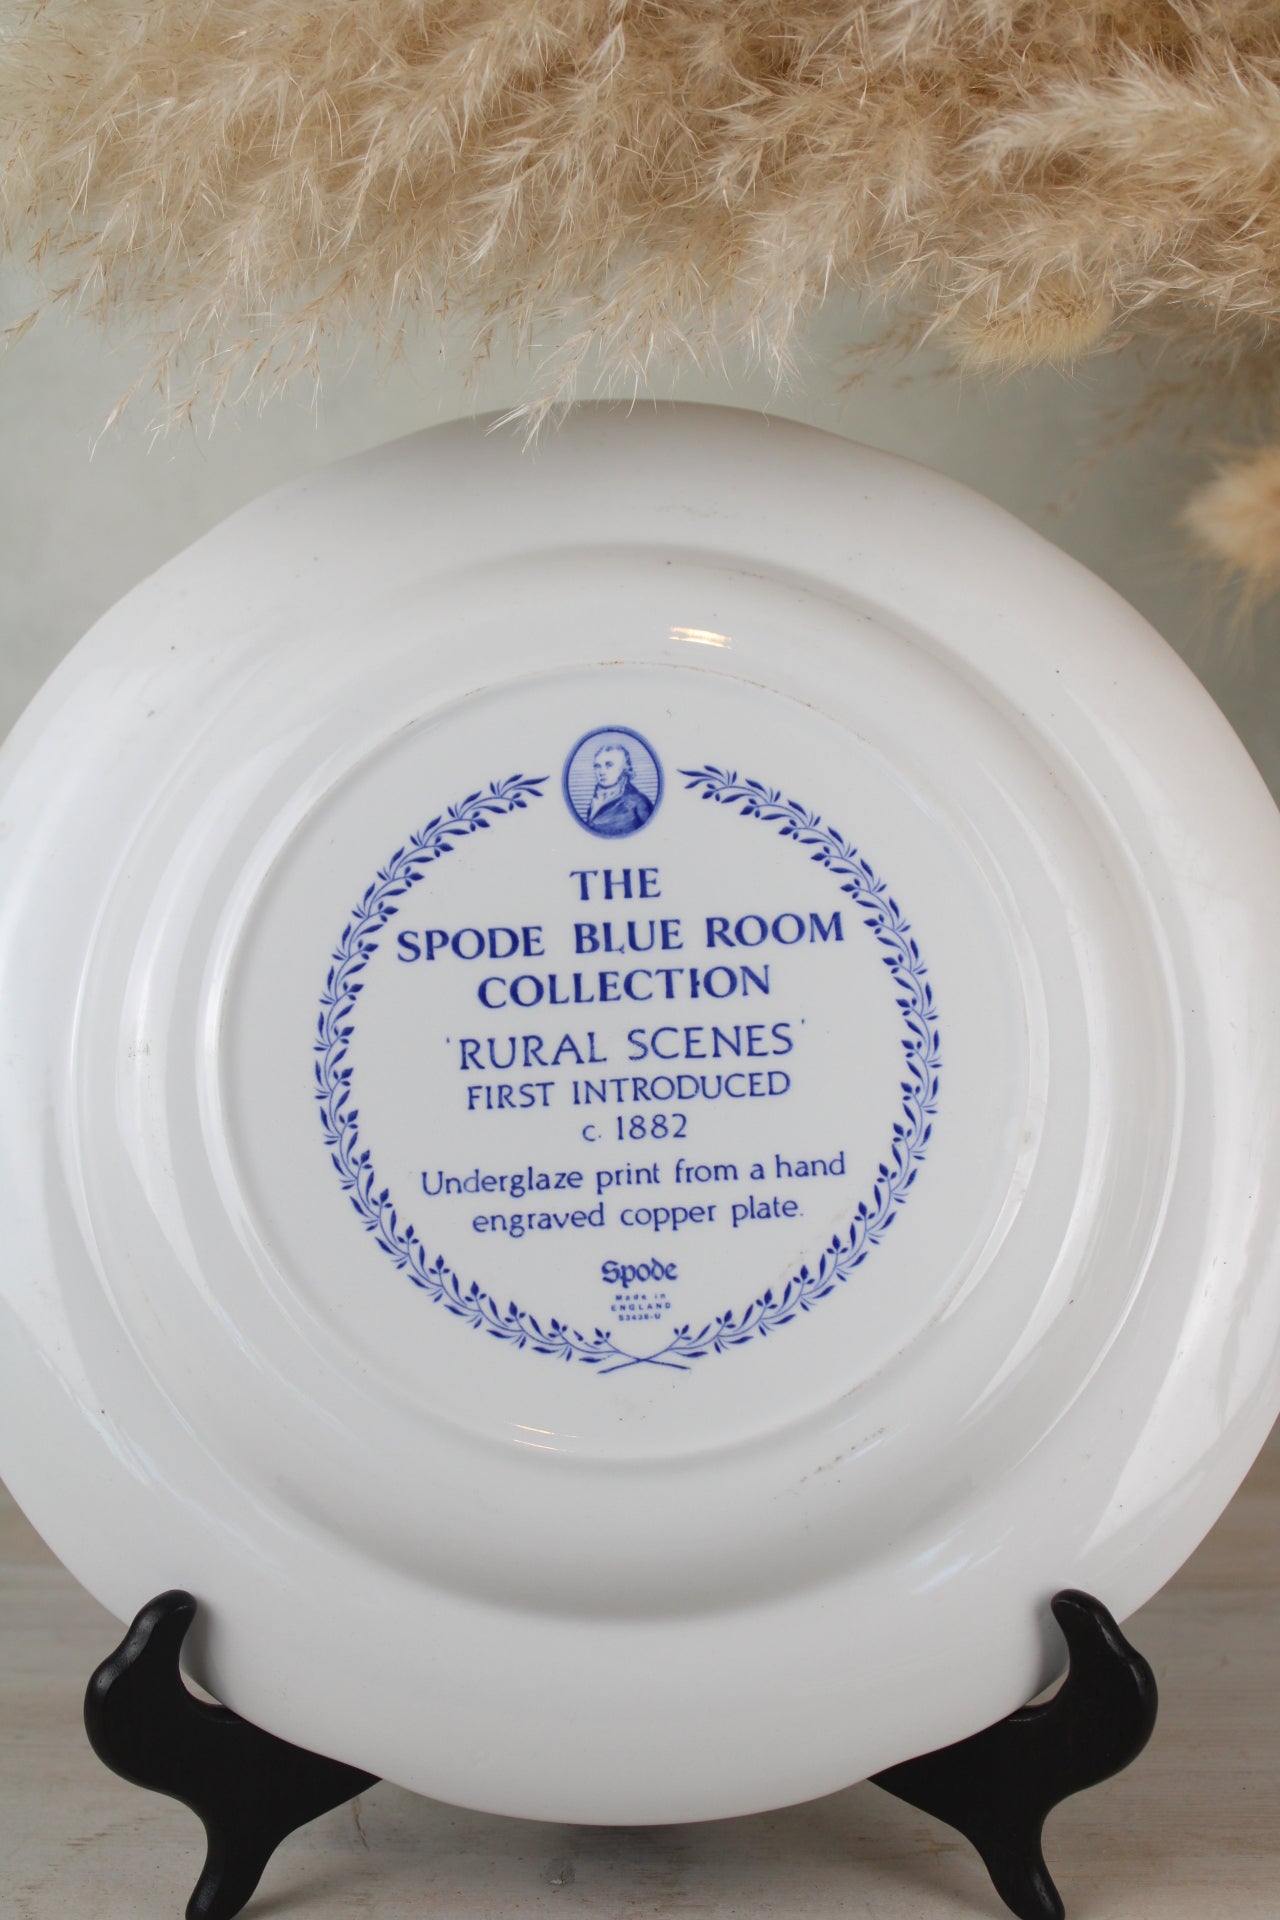 THE
SPODE BLUE ROOM
COLLECTION
'RURAL SCENES'
FIRST INTRODUCED
c. 1882
Underglaze print from a hand
engraved copper plate.
Spode
Made in
ENGLAND
S3438-U